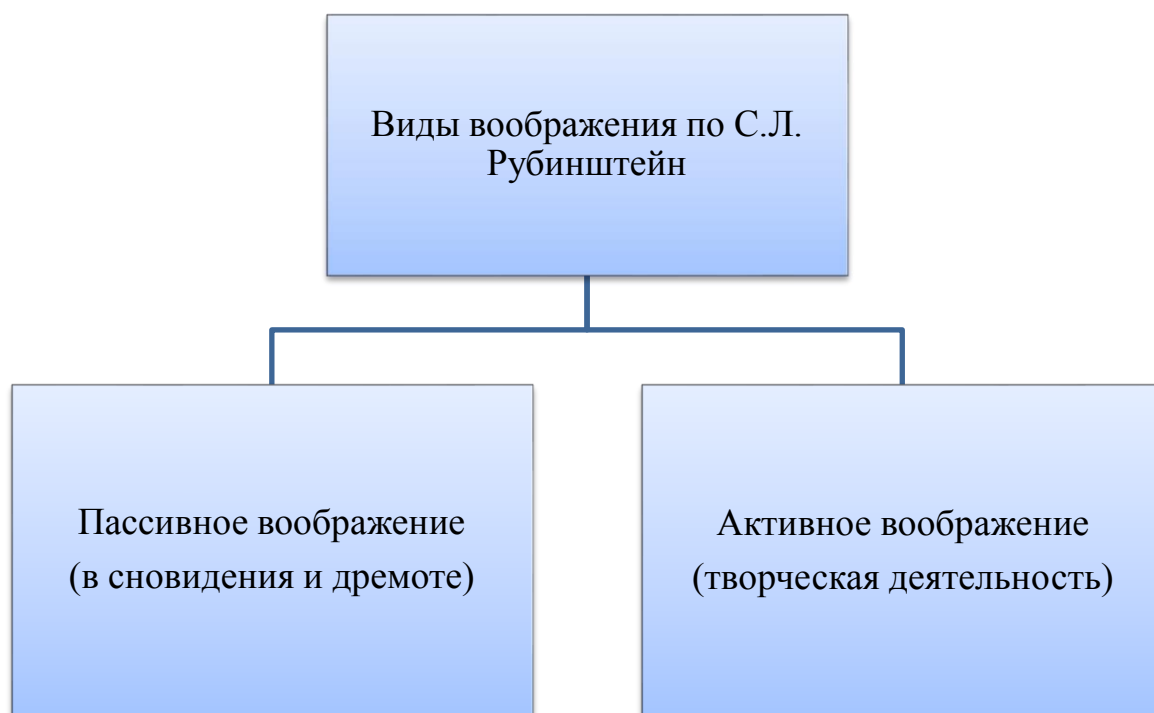 Виды воображения по С.Л.
Рубинштейн
Пассивное воображение
(в сновидения и дремоте)
Активное воображение
(творческая деятельность)